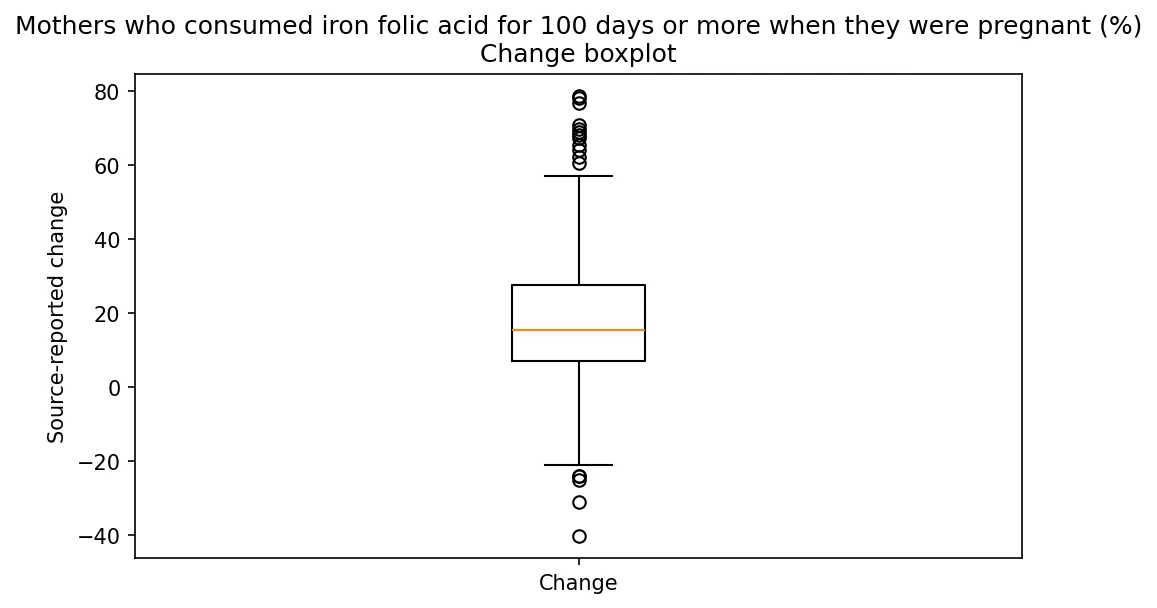 Mothers who consumed iron folic acid for 100 days or more when they were pregnant (%)
Change boxplot
Source-reported change
80
60
40
20
0
−20
−40
Change